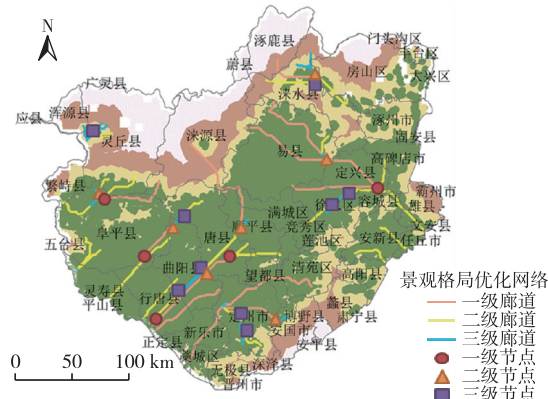 N
涿鹿县
门头沟区
丰台区
蔚县
房山区
大兴区
广灵县
涞水县
应县
浑源县
涿州市
灵丘县
涞源县
固安县
易县
高碑店市
定兴县
繁峙县
霸州市
容城县
雄县
满城区
阜平县
文安县
唐县
竞秀区
五台县
莲池区
安新县
任丘市
曲阳县
清苑区
望都县
高阳县
灵寿县
行唐县
平山县
蠡县
博野县
肃宁县
新乐市
安国市
正定县
安平县
藁城区
无极县
深泽县
晋州市
景观格局优化网络
一级廊道
二级廊道
三级廊道
一级节点
二级节点
三级节点
0 50 100 km